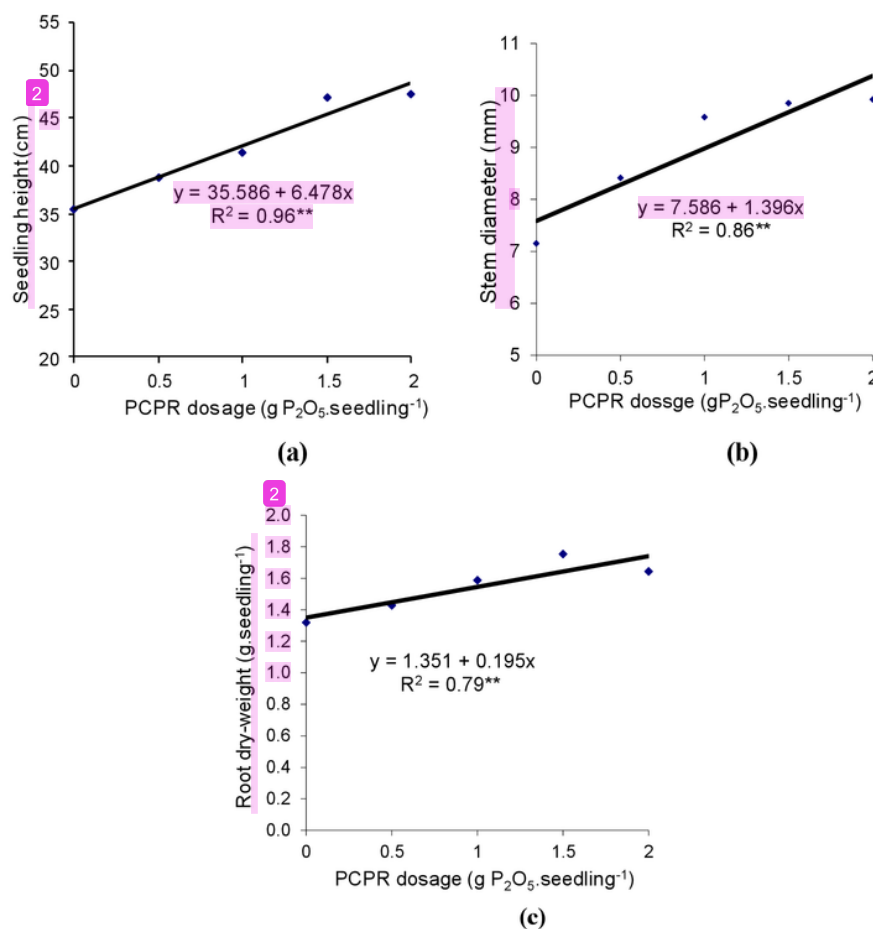 55
50
2
45
40
35
30
25
20
Seedling height (cm)
y = 35.586 + 6.478x
R² = 0.96**
0 0.5 1 1.5 2
PCPR dosage (g P₂O₅.seedling⁻¹)
(a)
11
10
9
8
7
6
5
Stem diameter (mm)
y = 7.586 + 1.396x
R² = 0.86**
0 0.5 1 1.5 2
PCPR dossge (gP₂O₅.seedling⁻¹)
(b)
2
2.0
1.8
1.6
1.4
1.2
1.0
0.8
0.6
0.4
0.2
0.0
Root dry-weight (g.seedling⁻¹)
y = 1.351 + 0.195x
R² = 0.79**
0 0.5 1 1.5 2
PCPR dosage (g P₂O₅.seedling⁻¹)
(c)